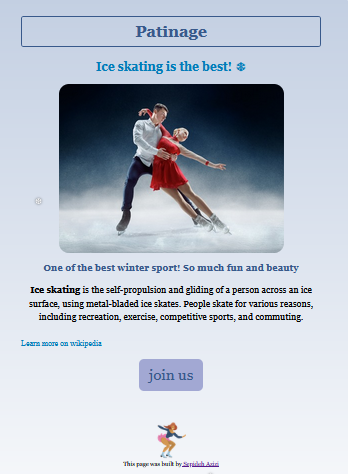 Patinage
Ice skating is the best! ❄
One of the best winter sport! So much fun and beauty
Ice skating is the self-propulsion and gliding of a person across an ice
surface, using metal-bladed ice skates. People skate for various reasons,
including recreation, exercise, competitive sports, and commuting.
Learn more on wikipedia
join us
This page was built by Sepideh Azizi